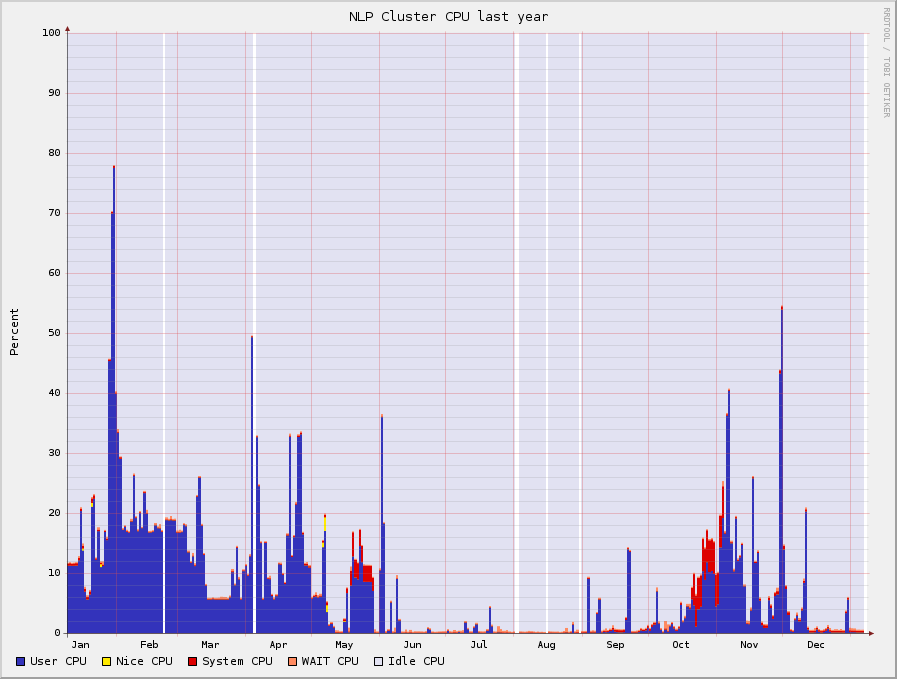 NLP Cluster CPU last year
RRDTOOL / TOBI OETIKER
Percent
100
90
80
70
60
50
40
30
20
10
0
Jan Feb Mar Apr May Jun Jul Aug Sep Oct Nov Dec
User CPU Nice CPU System CPU WAIT CPU Idle CPU